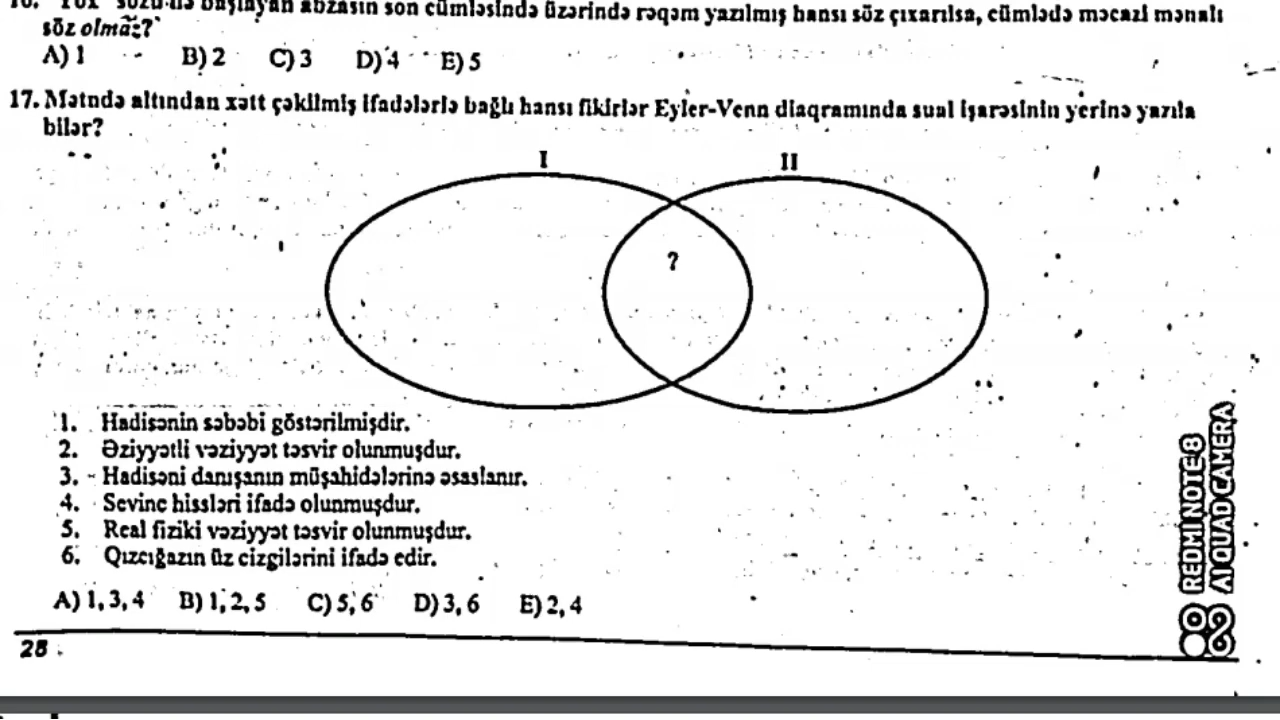 16. "Yox" sözü ilə başlayan abzasın son cümləsində üzərində rəqəm yazılmış hansı söz çıxarılsa, cümlədə məcazi mənalı
söz olmaz?
A) 1 B) 2 C) 3 D) 4 E) 5
17. Mətndə altından xətt çəkilmiş ifadələrlə bağlı hansı fikirlər Eyler-Venn diaqramında sual işarəsinin yerinə yazıla
bilər?
I II
?
1. Hadisənin səbəbi göstərilmişdir.
2. Əziyyətli vəziyyət təsvir olunmuşdur.
3. Hadisəni danışanın müşahidələrinə əsaslanır.
4. Sevinc hissləri ifadə olunmuşdur.
5. Real fiziki vəziyyət təsvir olunmuşdur.
6. Qızcığazın üz cizgilərini ifadə edir.
A) 1, 3, 4 B) 1, 2, 5 C) 5, 6 D) 3, 6 E) 2, 4
28
REDMI NOTE 8
AI QUAD CAMERA